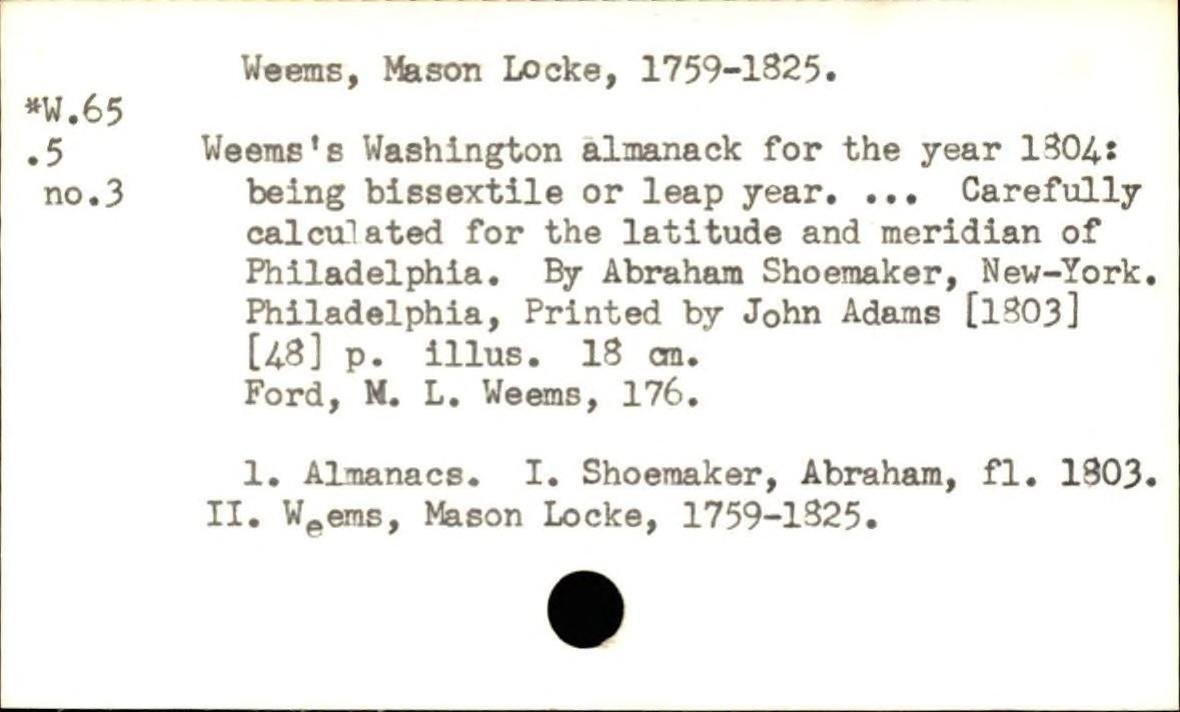 Weems, Mason Locke, 1759-1825.
*W.65
.5 Weems's Washington almanack for the year 1804:
no.3 being bissextile or leap year. ... Carefully
calculated for the latitude and meridian of
Philadelphia. By Abraham Shoemaker, New-York.
Philadelphia, Printed by John Adams [1803]
[48] p. illus. 18 cm.
Ford, M. L. Weems, 176.
1. Almanacs. I. Shoemaker, Abraham, fl. 1803.
II. Weems, Mason Locke, 1759-1825.